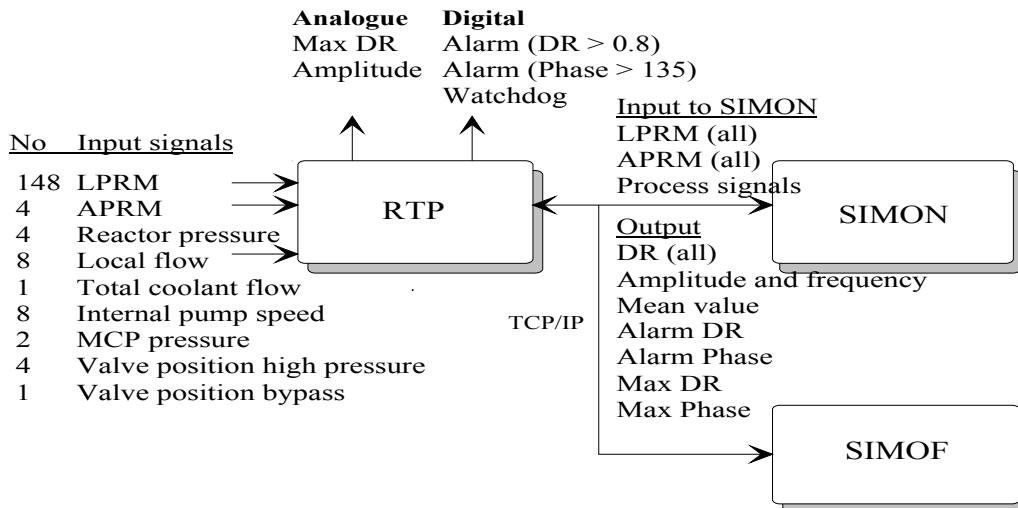 Analogue Digital
Max DR Alarm (DR > 0.8)
Amplitude Alarm (Phase > 135)
Watchdog
No Input signals
148 LPRM
4 APRM
4 Reactor pressure
8 Local flow
1 Total coolant flow
8 Internal pump speed
2 MCP pressure
4 Valve position high pressure
1 Valve position bypass
RTP
Input to SIMON
LPRM (all)
APRM (all)
Process signals
SIMON
Output
DR (all)
Amplitude and frequency
Mean value
Alarm DR
Alarm Phase
Max DR
Max Phase
TCP/IP
SIMOF